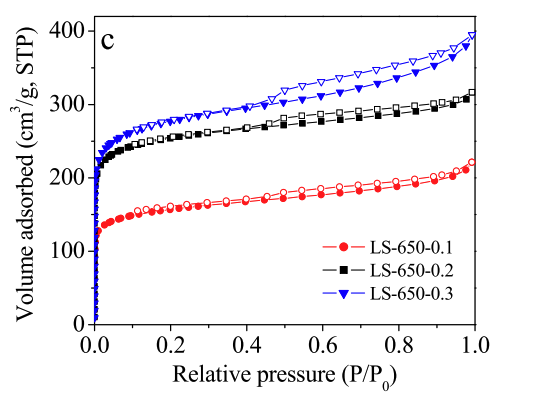 c
Volume adsorbed (cm³/g, STP)
400
300
200
100
0
LS-650-0.1
LS-650-0.2
LS-650-0.3
0.0 0.2 0.4 0.6 0.8 1.0
Relative pressure (P/P₀)